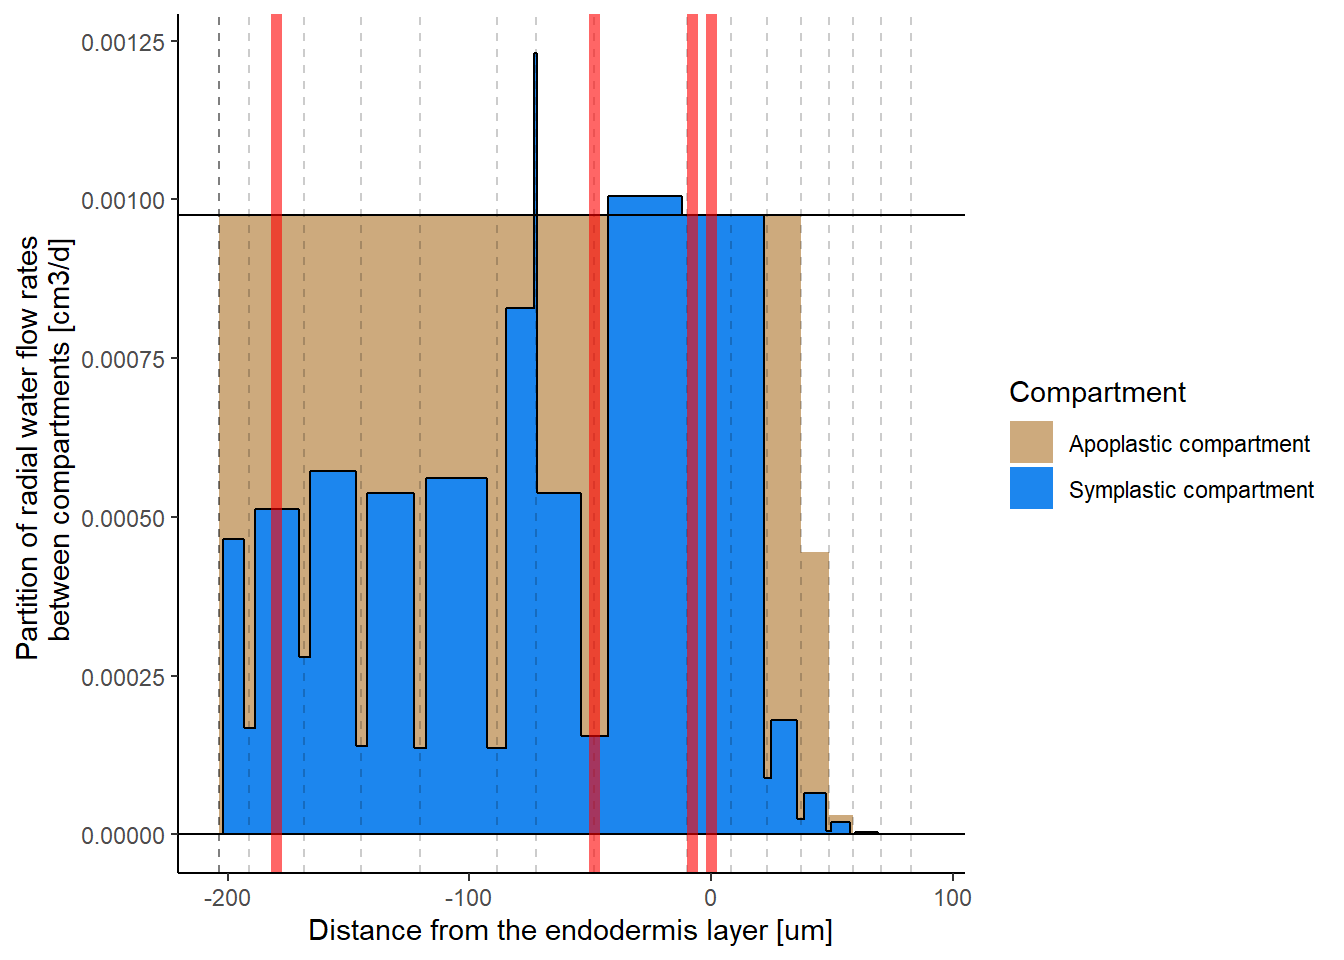 Partition of radial water flow rates
between compartments [cm3/d]
0.00125
0.00100
0.00075
0.00050
0.00025
0.00000
-200
-100
0
100
Distance from the endodermis layer [um]
Compartment
Apoplastic compartment
Symplastic compartment